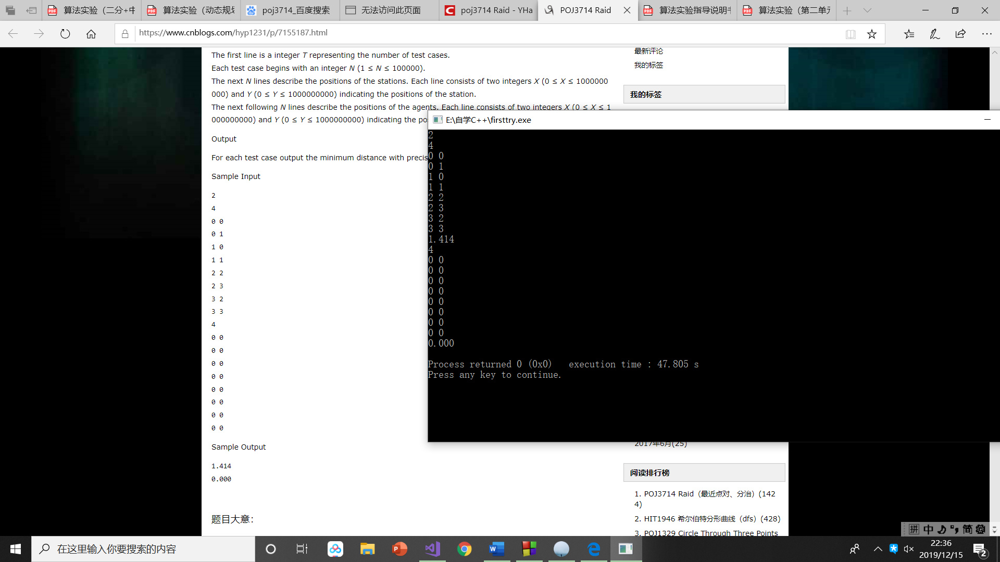 算法实验（二分+中
算法实验（动态规划
poj3714_百度搜索
无法访问此页面
poj3714 Raid - YHa
POJ3714 Raid
算法实验指导说明书
算法实验（第二单元
https://www.cnblogs.com/hyp1231/p/7155187.html
The first line is a integer T representing the number of test cases.
Each test case begins with an integer N (1 ≤ N ≤ 100000).
The next N lines describe the positions of the stations. Each line consists of two integers X (0 ≤ X ≤ 1000000
000) and Y (0 ≤ Y ≤ 1000000000) indicating the positions of the station.
The next following N lines describe the positions of the agents. Each line consists of two integers X (0 ≤ X ≤ 1
000000000) and Y (0 ≤ Y ≤ 1000000000) indicating the po
Output
For each test case output the minimum distance with precis
Sample Input
2
4
0 0
0 1
1 0
1 1
2 2
2 3
3 2
3 3
4
0 0
0 0
0 0
0 0
0 0
0 0
0 0
0 0
Sample Output
1.414
0.000
题目大意：
最新评论
我的标签
我的标签
E:\自学C++\firsttry.exe
2
4
0 0
0 1
1 0
1 1
2 2
2 3
3 2
3 3
1.414
4
0 0
0 0
0 0
0 0
0 0
0 0
0 0
0 0
0.000
Process returned 0 (0x0)   execution time : 47.805 s
Press any key to continue.
2017年6月(25)
阅读排行榜
1. POJ3714 Raid（最近点对、分治）(142
4)
2. HIT1946 希尔伯特分形曲线（dfs）(428)
3. POJ1329 Circle Through Three Points
拼 中 简
在这里输入你要搜索的内容
22:36
2019/12/15
2